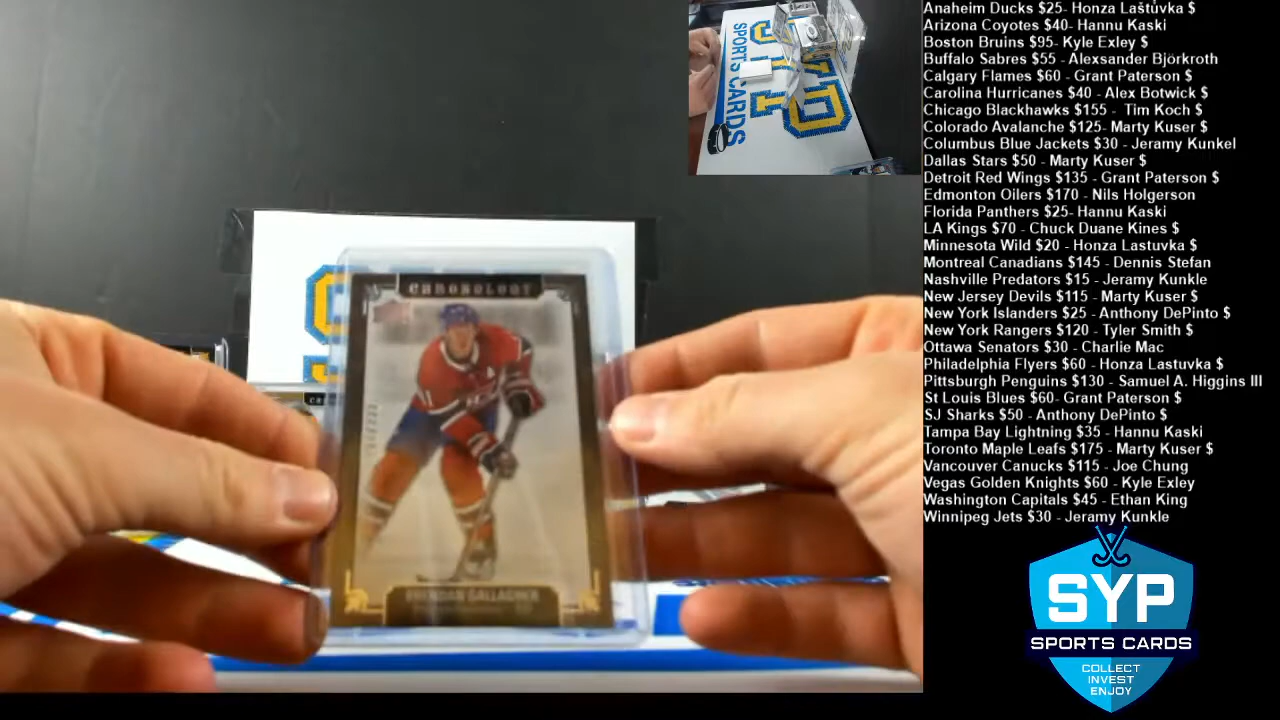 SPORTS CARDS
SYP
CHRONOLOGY
BRENDAN GALLAGHER
Anaheim Ducks $25- Honza Laštuvka $
Arizona Coyotes $40- Hannu Kaski
Boston Bruins $95- Kyle Exley $
Buffalo Sabres $55 - Alexsander Björkroth
Calgary Flames $60 - Grant Paterson $
Carolina Hurricanes $40 - Alex Botwick $
Chicago Blackhawks $155 - Tim Koch $
Colorado Avalanche $125- Marty Kuser $
Columbus Blue Jackets $30 - Jeramy Kunkel
Dallas Stars $50 - Marty Kuser $
Detroit Red Wings $135 - Grant Paterson $
Edmonton Oilers $170 - Nils Holgerson
Florida Panthers $25- Hannu Kaski
LA Kings $70 - Chuck Duane Kines $
Minnesota Wild $20 - Honza Lastuvka $
Montreal Canadians $145 - Dennis Stefan
Nashville Predators $15 - Jeramy Kunkle
New Jersey Devils $115 - Marty Kuser $
New York Islanders $25 - Anthony DePinto $
New York Rangers $120 - Tyler Smith $
Ottawa Senators $30 - Charlie Mac
Philadelphia Flyers $60 - Honza Lastuvka $
Pittsburgh Penguins $130 - Samuel A. Higgins III
St Louis Blues $60- Grant Paterson $
SJ Sharks $50 - Anthony DePinto $
Tampa Bay Lightning $35 - Hannu Kaski
Toronto Maple Leafs $175 - Marty Kuser $
Vancouver Canucks $115 - Joe Chung
Vegas Golden Knights $60 - Kyle Exley
Washington Capitals $45 - Ethan King
Winnipeg Jets $30 - Jeramy Kunkle
SYP
SPORTS CARDS
COLLECT
INVEST
ENJOY